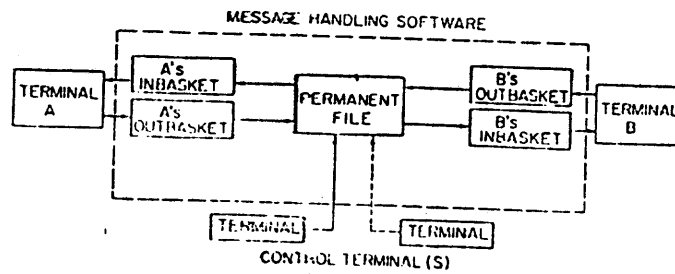 MESSAGE HANDLING SOFTWARE
TERMINAL
A
A's
INBASKET
A's
OUTBASKET
PERMANENT
FILE
B's
OUTBASKET
B's
INBASKET
TERMINAL
B
TERMINAL
TERMINAL
CONTROL TERMINAL (S)